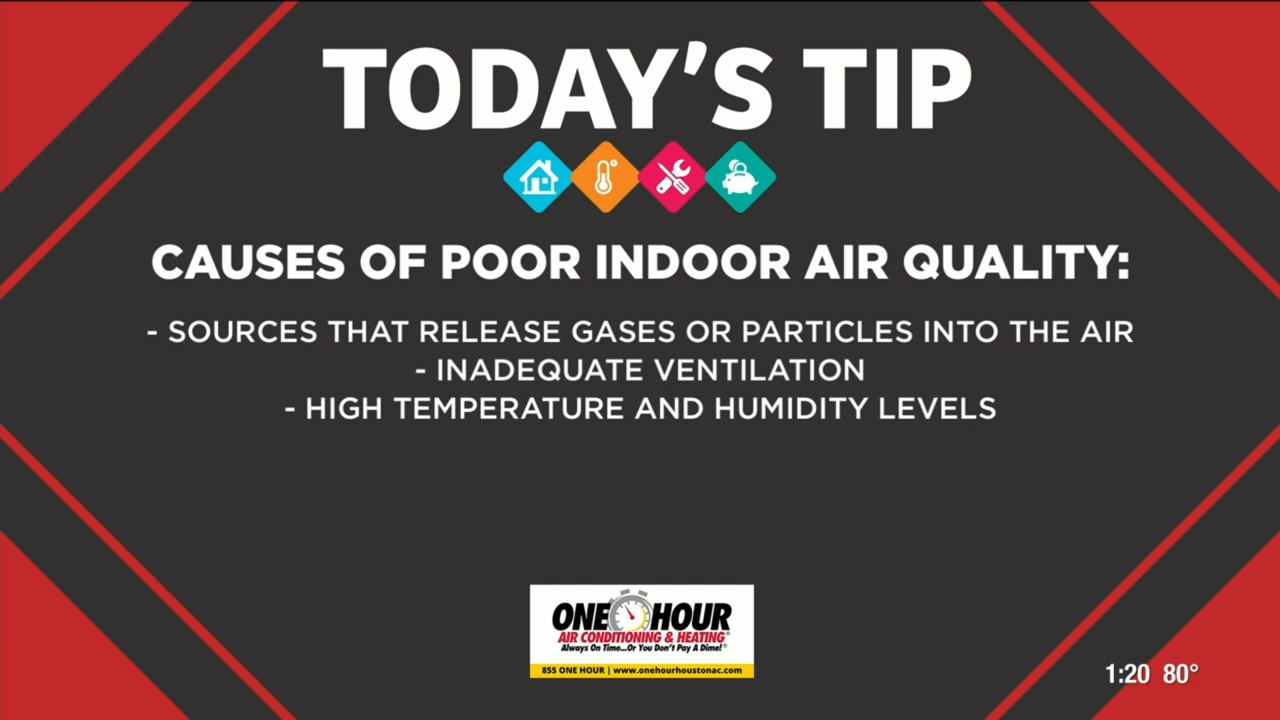 TODAY'S TIP
CAUSES OF POOR INDOOR AIR QUALITY:
- SOURCES THAT RELEASE GASES OR PARTICLES INTO THE AIR
- INADEQUATE VENTILATION
- HIGH TEMPERATURE AND HUMIDITY LEVELS
ONE HOUR
AIR CONDITIONING & HEATING®
Always On Time...Or You Don't Pay A Dime!®
855 ONE HOUR | www.onehourhoustonac.com
1:20 80°